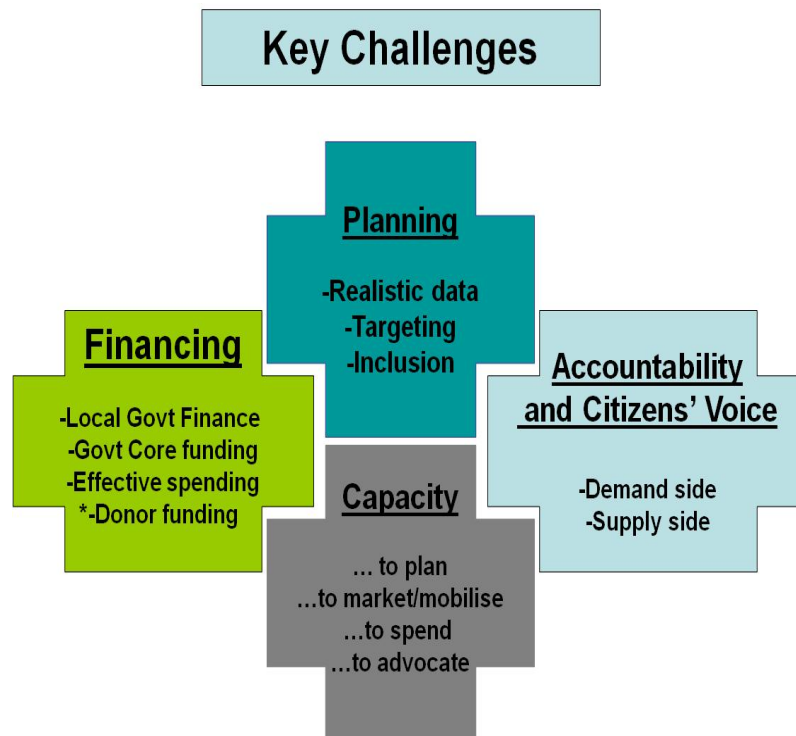 Key Challenges
Planning
-Realistic data
-Targeting
-Inclusion
Financing
-Local Govt Finance
-Govt Core funding
-Effective spending
*-Donor funding
Accountability
and Citizens’ Voice
-Demand side
-Supply side
Capacity
… to plan
…to market/mobilise
…to spend
…to advocate